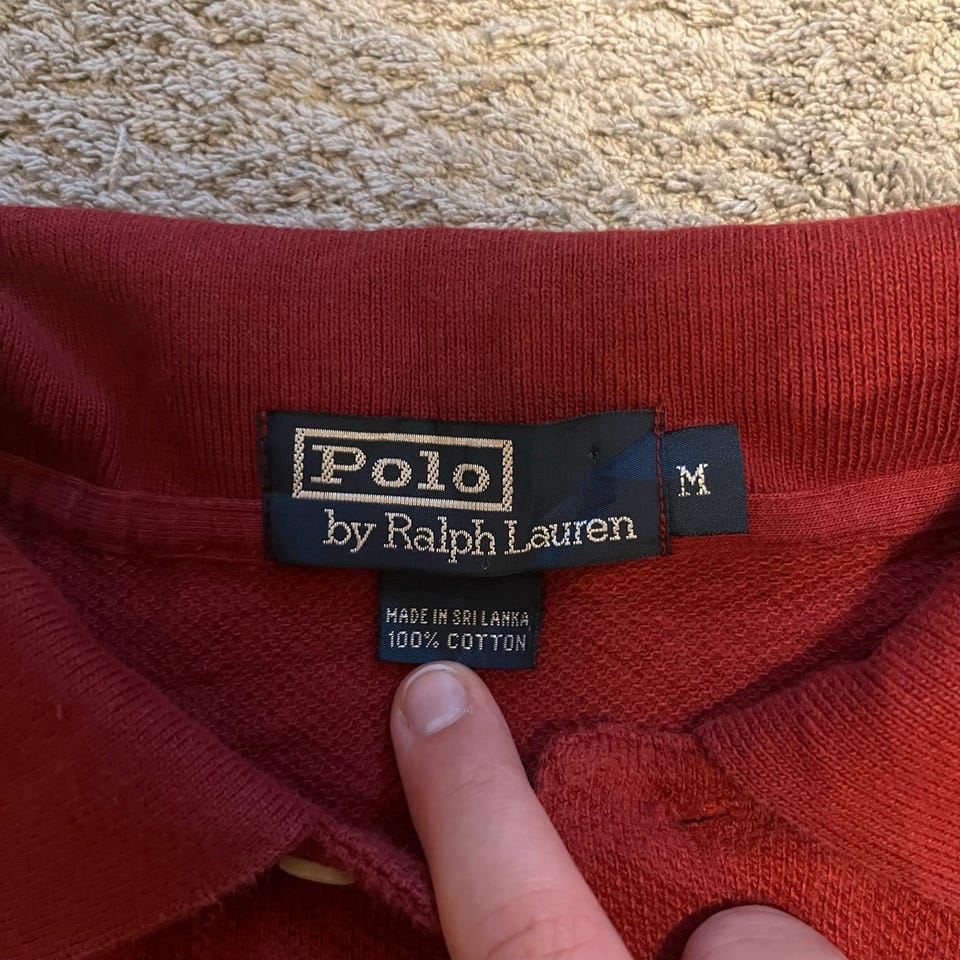 Polo
by Ralph Lauren
M
MADE IN SRI LANKA
100% COTTON